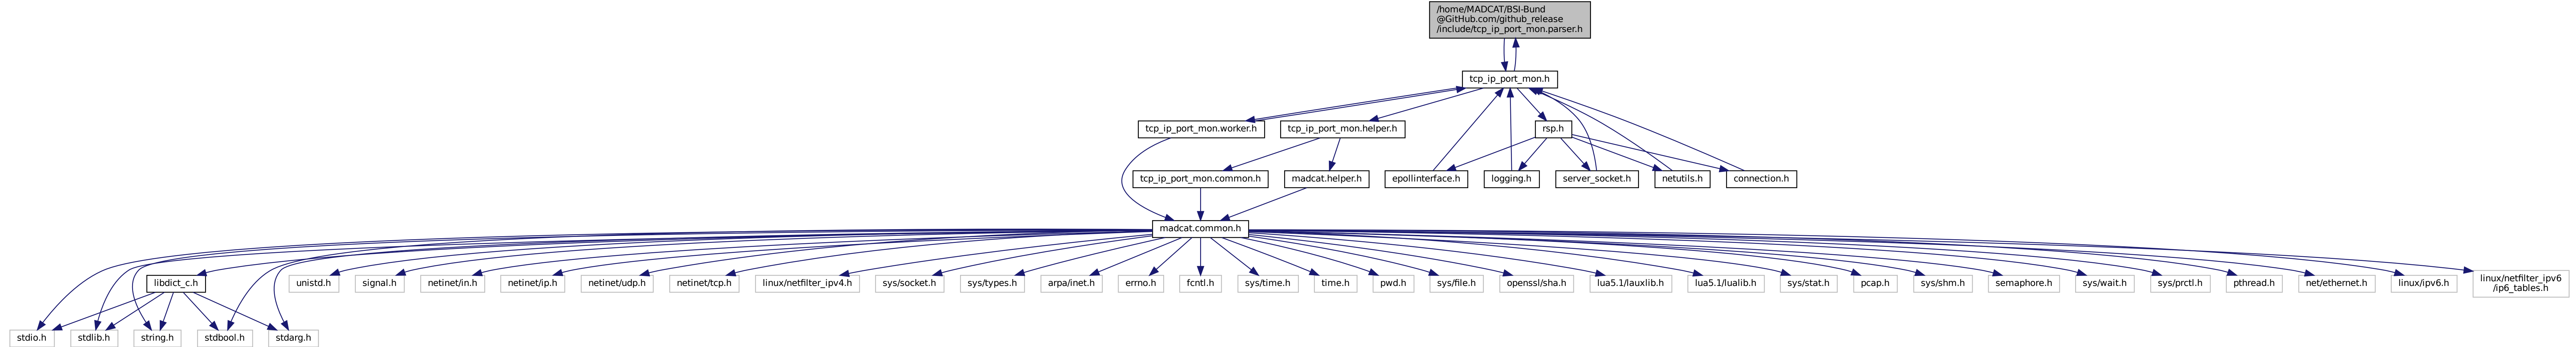 /home/MADCAT/BSI-Bund
@GitHub.com/github_release
/include/tcp_ip_port_mon.parser.h
tcp_ip_port_mon.h
tcp_ip_port_mon.worker.h
tcp_ip_port_mon.helper.h
rsp.h
tcp_ip_port_mon.common.h
madcat.helper.h
epollinterface.h
logging.h
server_socket.h
netutils.h
connection.h
madcat.common.h
libdict_c.h
unistd.h
signal.h
netinet/in.h
netinet/ip.h
netinet/udp.h
netinet/tcp.h
linux/netfilter_ipv4.h
sys/socket.h
sys/types.h
arpa/inet.h
errno.h
fcntl.h
sys/time.h
time.h
pwd.h
sys/file.h
openssl/sha.h
lua5.1/lauxlib.h
lua5.1/lualib.h
sys/stat.h
pcap.h
sys/shm.h
semaphore.h
sys/wait.h
sys/prctl.h
pthread.h
net/ethernet.h
linux/ipv6.h
linux/netfilter_ipv6
/ip6_tables.h
stdio.h
stdlib.h
string.h
stdbool.h
stdarg.h